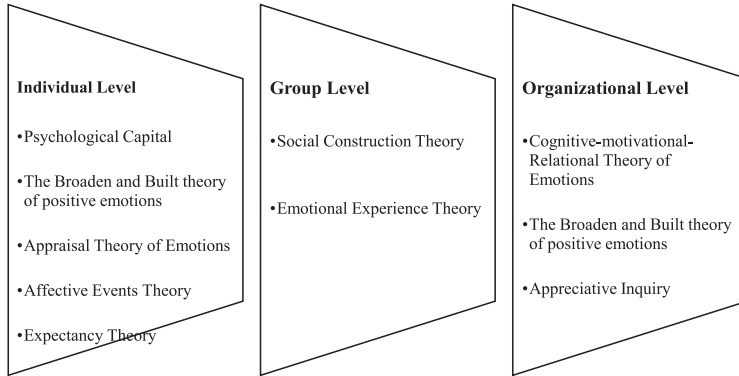 Individual Level
•Psychological Capital
•The Broaden and Built theory
of positive emotions
•Appraisal Theory of Emotions
•Affective Events Theory
•Expectancy Theory
Group Level
•Social Construction Theory
•Emotional Experience Theory
Organizational Level
•Cognitive-motivational-
Relational Theory of
Emotions
•The Broaden and Built theory
of positive emotions
•Appreciative Inquiry